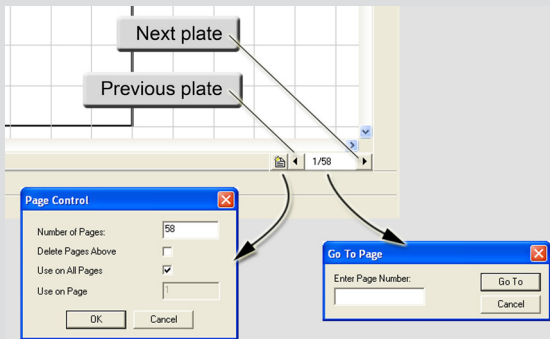 Next plate
Previous plate
1/58
Page Control
Number of Pages: 58
Delete Pages Above
Use on All Pages
Use on Page 1
OK Cancel
Go To Page
Enter Page Number:
Go To
Cancel